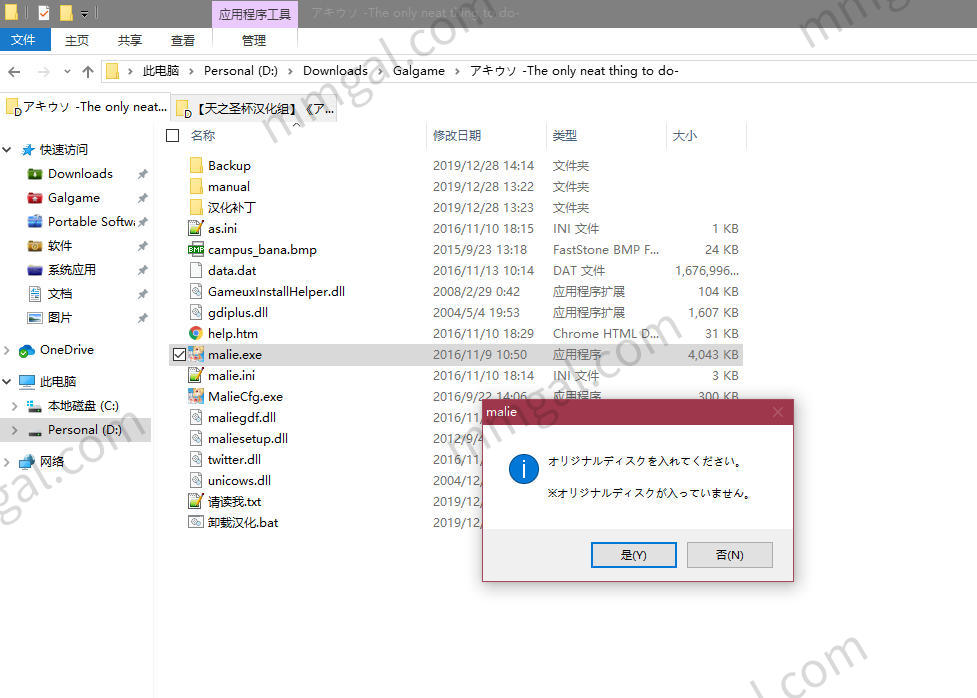 应用程序工具 アキウソ -The only neat thing to do-
文件 主页 共享 查看 管理
此电脑 Personal (D:) Downloads Galgame アキウソ -The only neat thing to do-
アキウソ -The only neat... 【天之圣杯汉化组】《ア...
名称 修改日期 类型 大小
快速访问
Downloads
Galgame
Portable Softwa
软件
系统应用
文档
图片
OneDrive
此电脑
本地磁盘 (C:)
Personal (D:)
网络
Backup 2019/12/28 14:14 文件夹
manual 2019/12/28 13:22 文件夹
汉化补丁 2019/12/28 13:23 文件夹
as.ini 2016/11/10 18:15 INI 文件 1 KB
campus_bana.bmp 2015/9/23 13:18 FastStone BMP F... 24 KB
data.dat 2016/11/13 10:14 DAT 文件 1,676,996...
GameuxInstallHelper.dll 2008/2/29 0:42 应用程序扩展 104 KB
gdiplus.dll 2004/5/4 19:53 应用程序扩展 1,607 KB
help.htm 2016/11/10 18:29 Chrome HTML D... 31 KB
malie.exe 2016/11/9 10:50 应用程序 4,043 KB
malie.ini 2016/11/10 18:14 INI 文件 3 KB
MalieCfg.exe 2016/9/22 14:06 应用程序 300 KB
maliegdf.dll 2016/11/
maliesetup.dll 2012/9/4
twitter.dll 2016/11/
unicows.dll 2004/12/
请读我.txt 2019/12/
卸载汉化.bat 2019/12/
malie
オリジナルディスクを入れてください。
※オリジナルディスクが入っていません。
是(Y) 否(N)
mmgal.com
mmgal.com
mmgal.com
gal.com
l.com